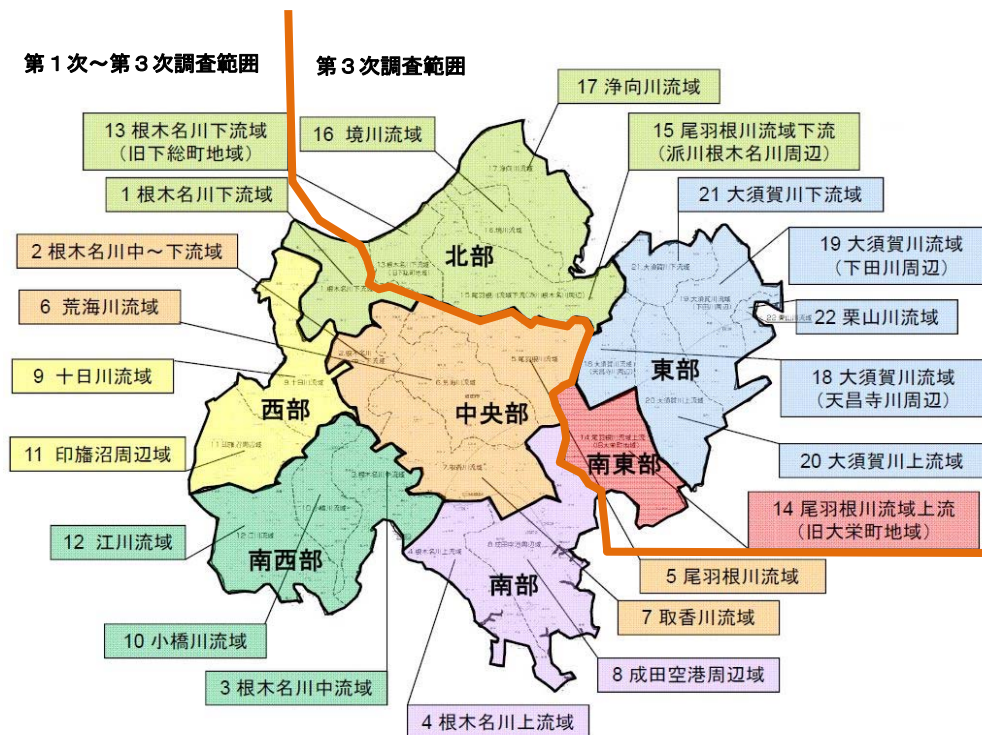 第１次～第３次調査範囲
第３次調査範囲
17 浄向川流域
13 根木名川下流域
（旧下総町地域）
16 境川流域
15 尾羽根川流域下流
（派川根木名川周辺）
1 根木名川下流域
21 大須賀川下流域
2 根木名川中～下流域
北部
19 大須賀川流域
（下田川周辺）
6 荒海川流域
22 栗山川流域
9 十日川流域
西部
中央部
東部
18 大須賀川流域
（天昌寺川周辺）
11 印旛沼周辺域
南東部
20 大須賀川上流域
14 尾羽根川流域上流
（旧大栄町地域）
12 江川流域
南西部
南部
5 尾羽根川流域
7 取香川流域
10 小橋川流域
8 成田空港周辺域
3 根木名川中流域
4 根木名川上流域